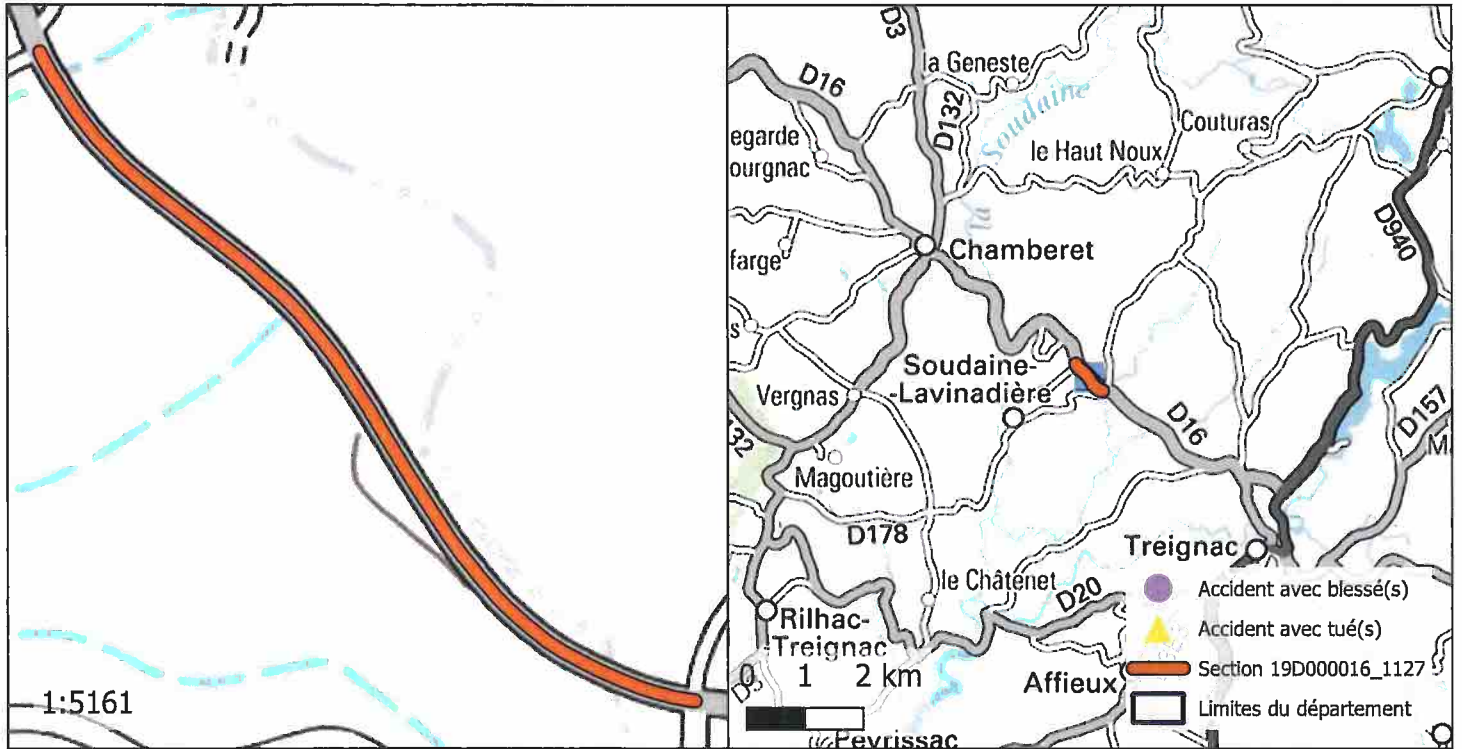 1:5161
D3
la Geneste
D16
D132
Soudaine
la
Couturas
egarde
ourgnac
le Haut Noux
D940
Chamberet
farge
s
Soudaine-
-Lavinadière
Vergnas
D16
D157
132
Magoutière
D178
Treignac
le Châtenet
D20
Rilhac-
-Treignac
0 1 2 km
Affieux
Peyrissac
Accident avec blessé(s)
Accident avec tué(s)
Section 19D000016_1127
Limites du département